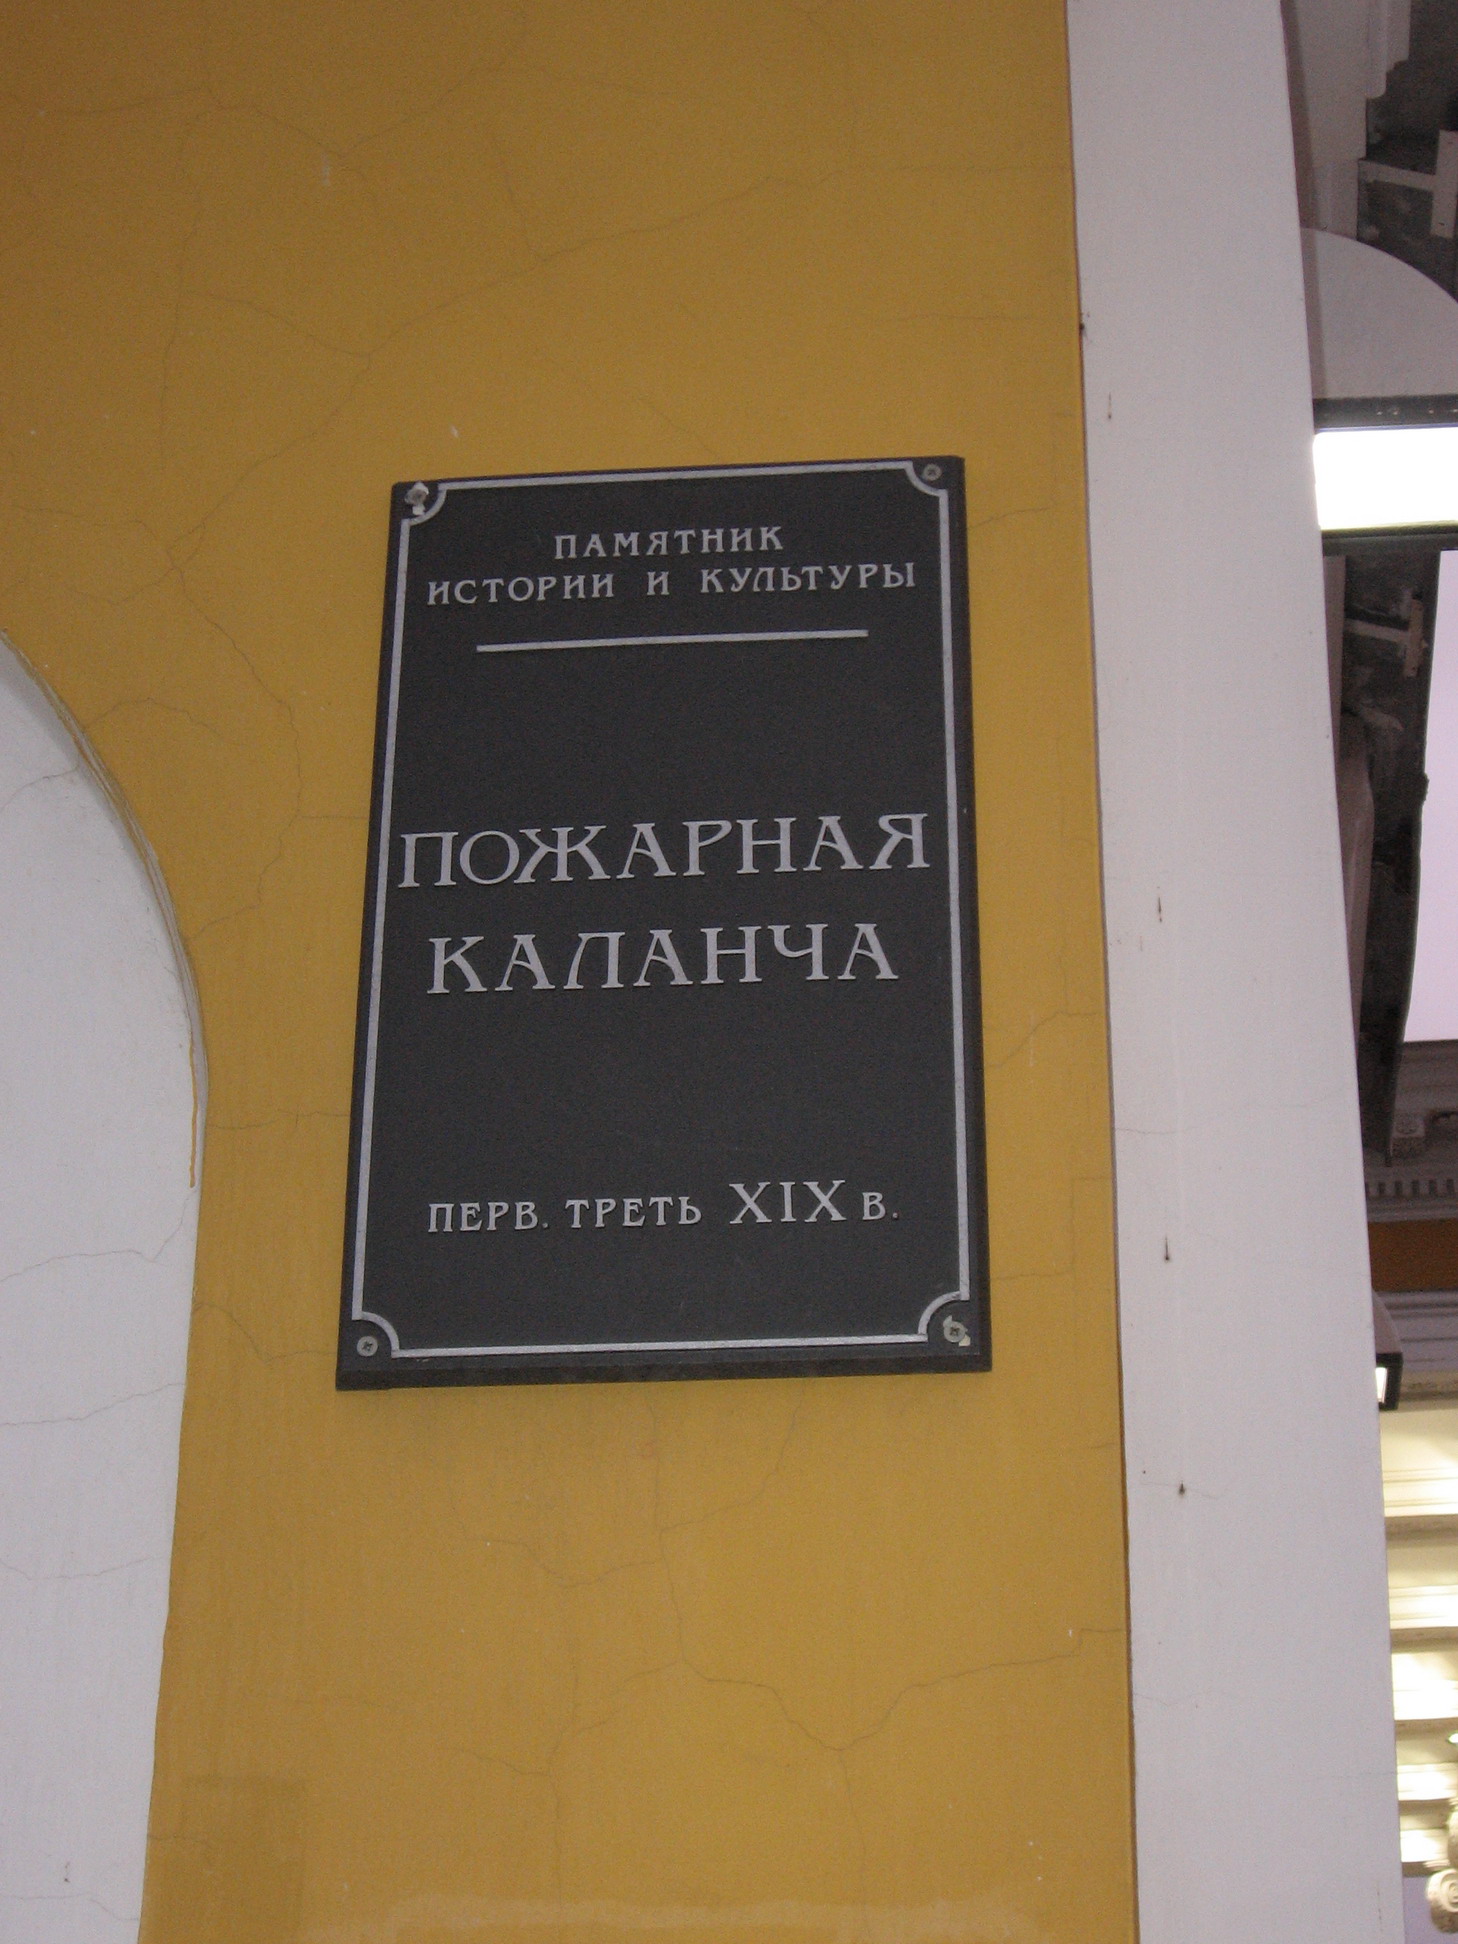 ПАМЯТНИК
ИСТОРИИ И КУЛЬТУРЫ
ПОЖАРНАЯ
КАЛАНЧА
ПЕРВ. ТРЕТЬ XIX В.